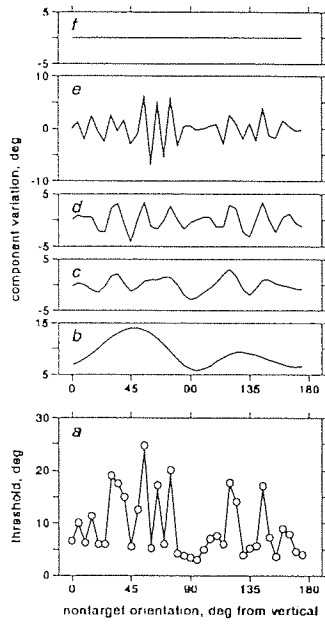 5
f
-5
10
e
0
-10
5
d
-5
5
c
-5
15
b
5
0 45 90 135 180
30
a
20
10
0
0 45 90 135 180
component variation, deg
threshold, deg
nontarget orientation, deg from vertical